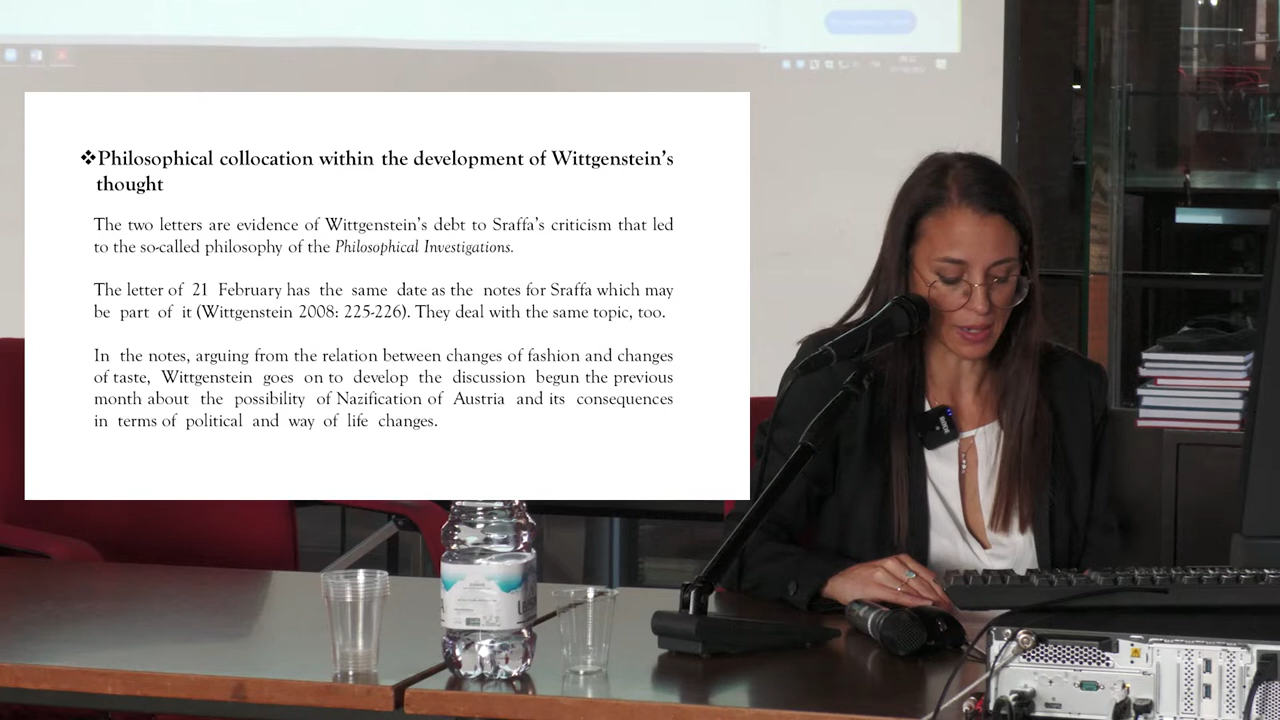 ❖Philosophical collocation within the development of Wittgenstein's
thought
The two letters are evidence of Wittgenstein's debt to Sraffa's criticism that led
to the so-called philosophy of the Philosophical Investigations.
The letter of 21 February has the same date as the notes for Sraffa which may
be part of it (Wittgenstein 2008: 225-226). They deal with the same topic, too.
In the notes, arguing from the relation between changes of fashion and changes
of taste, Wittgenstein goes on to develop the discussion begun the previous
month about the possibility of Nazification of Austria and its consequences
in terms of political and way of life changes.